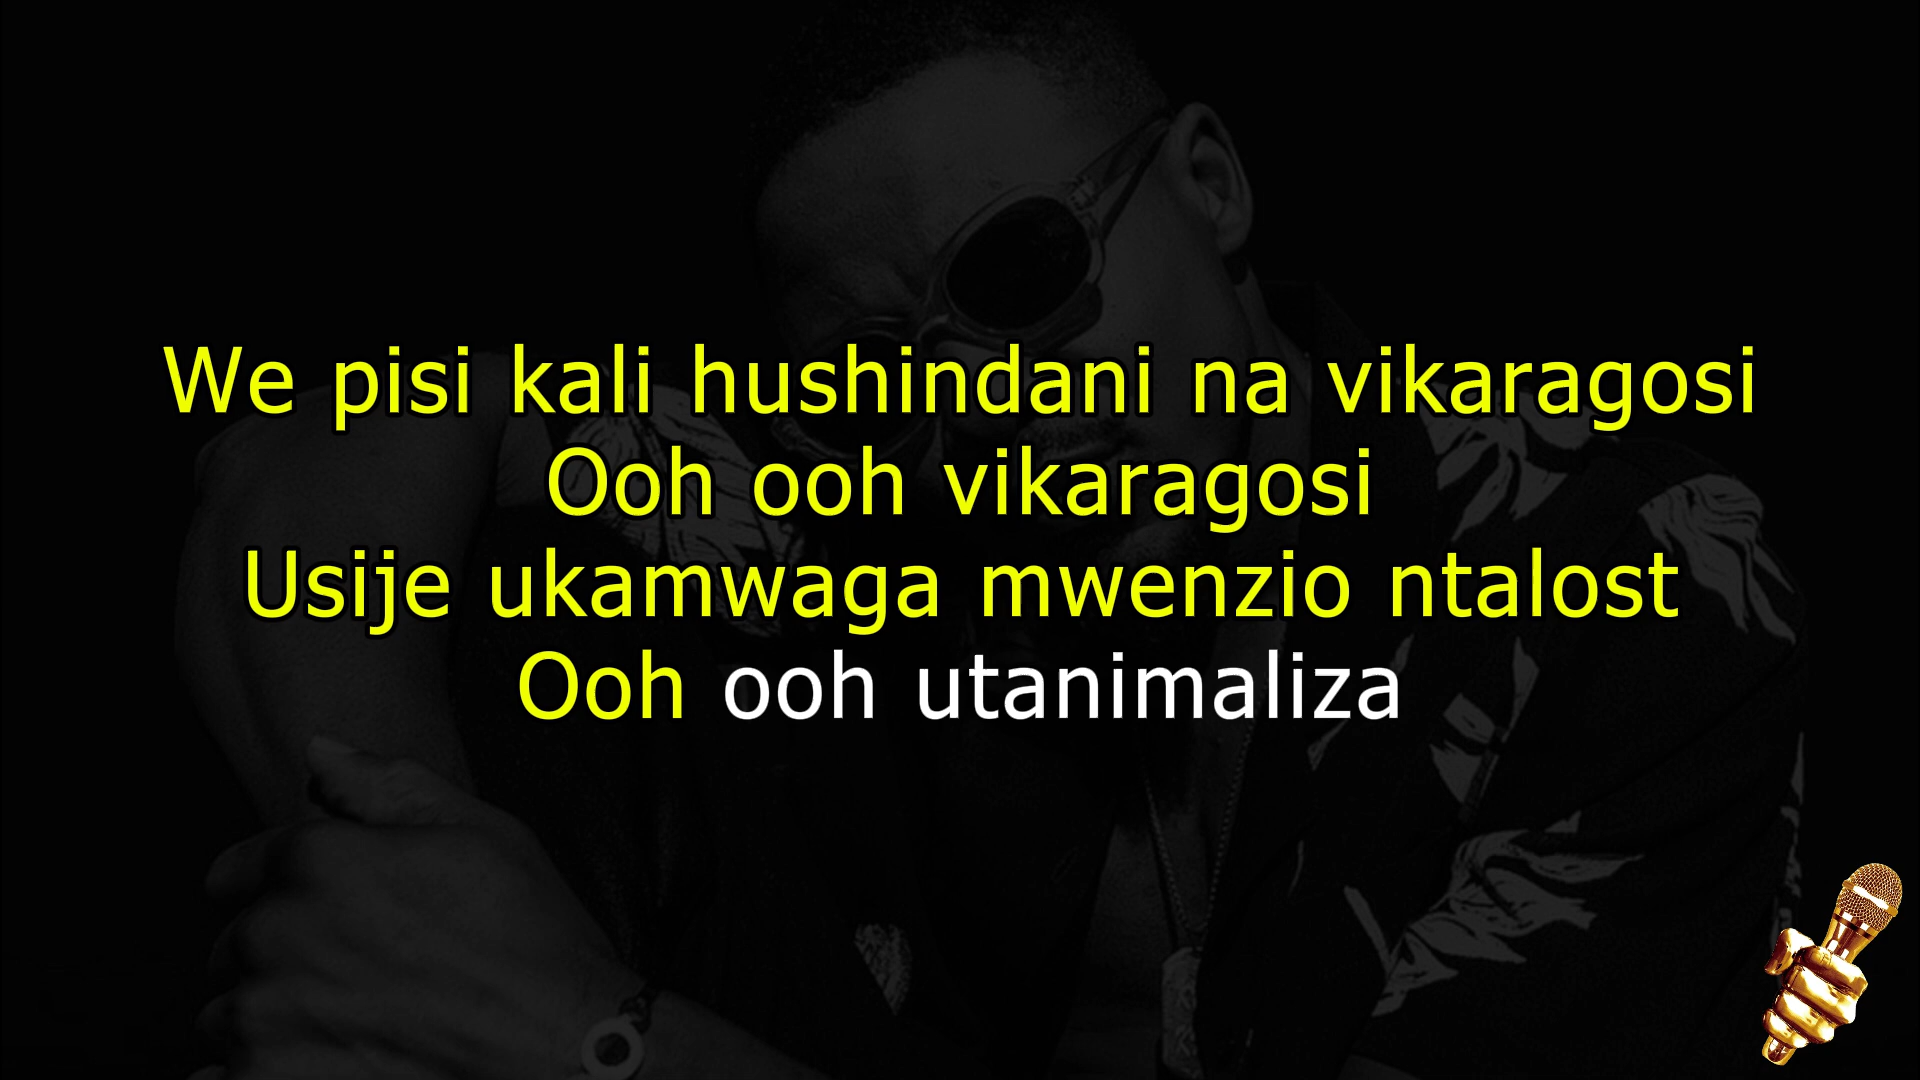 We pisi kali hushindani na vikaragosi
Ooh ooh vikaragosi
Usije ukamwaga mwenzio ntalost
Ooh ooh utanimaliza